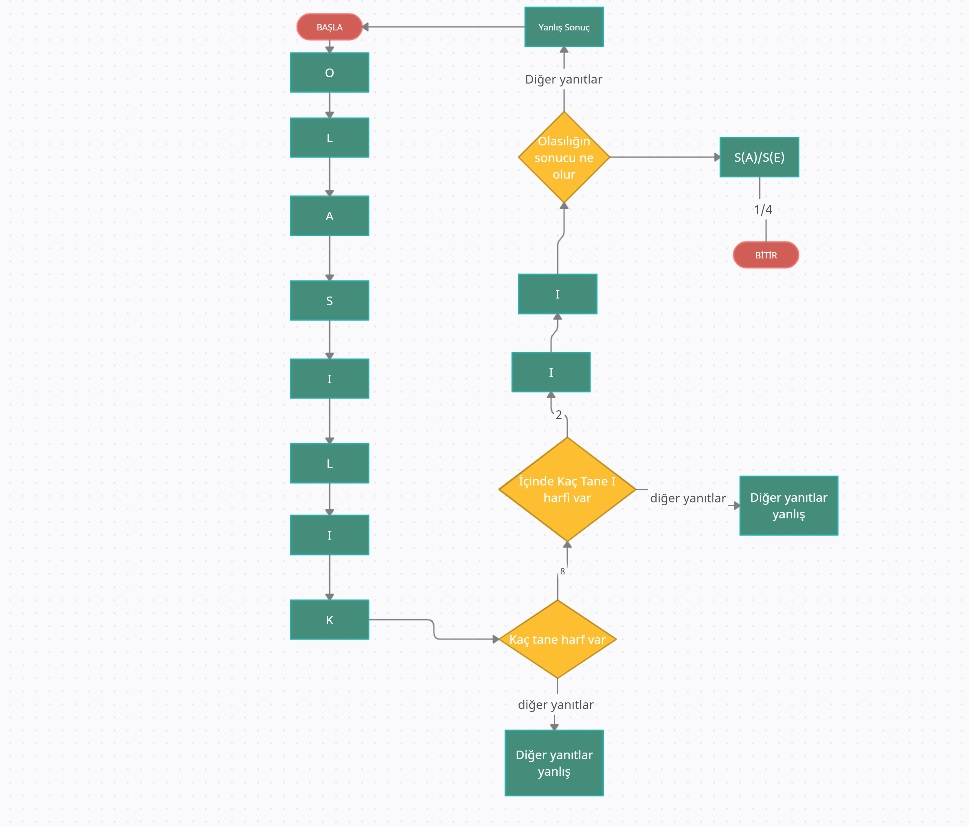 BAŞLA
O
L
A
S
I
L
I
K
Kaç tane harf var
diğer yanıtlar
Diğer yanıtlar
yanlış
8
İçinde Kaç Tane I
harfi var
diğer yanıtlar
Diğer yanıtlar
yanlış
2
I
I
Olasılığın
sonucu ne
olur
Diğer yanıtlar
Yanlış Sonuç
S(A)/S(E)
1/4
BİTİR